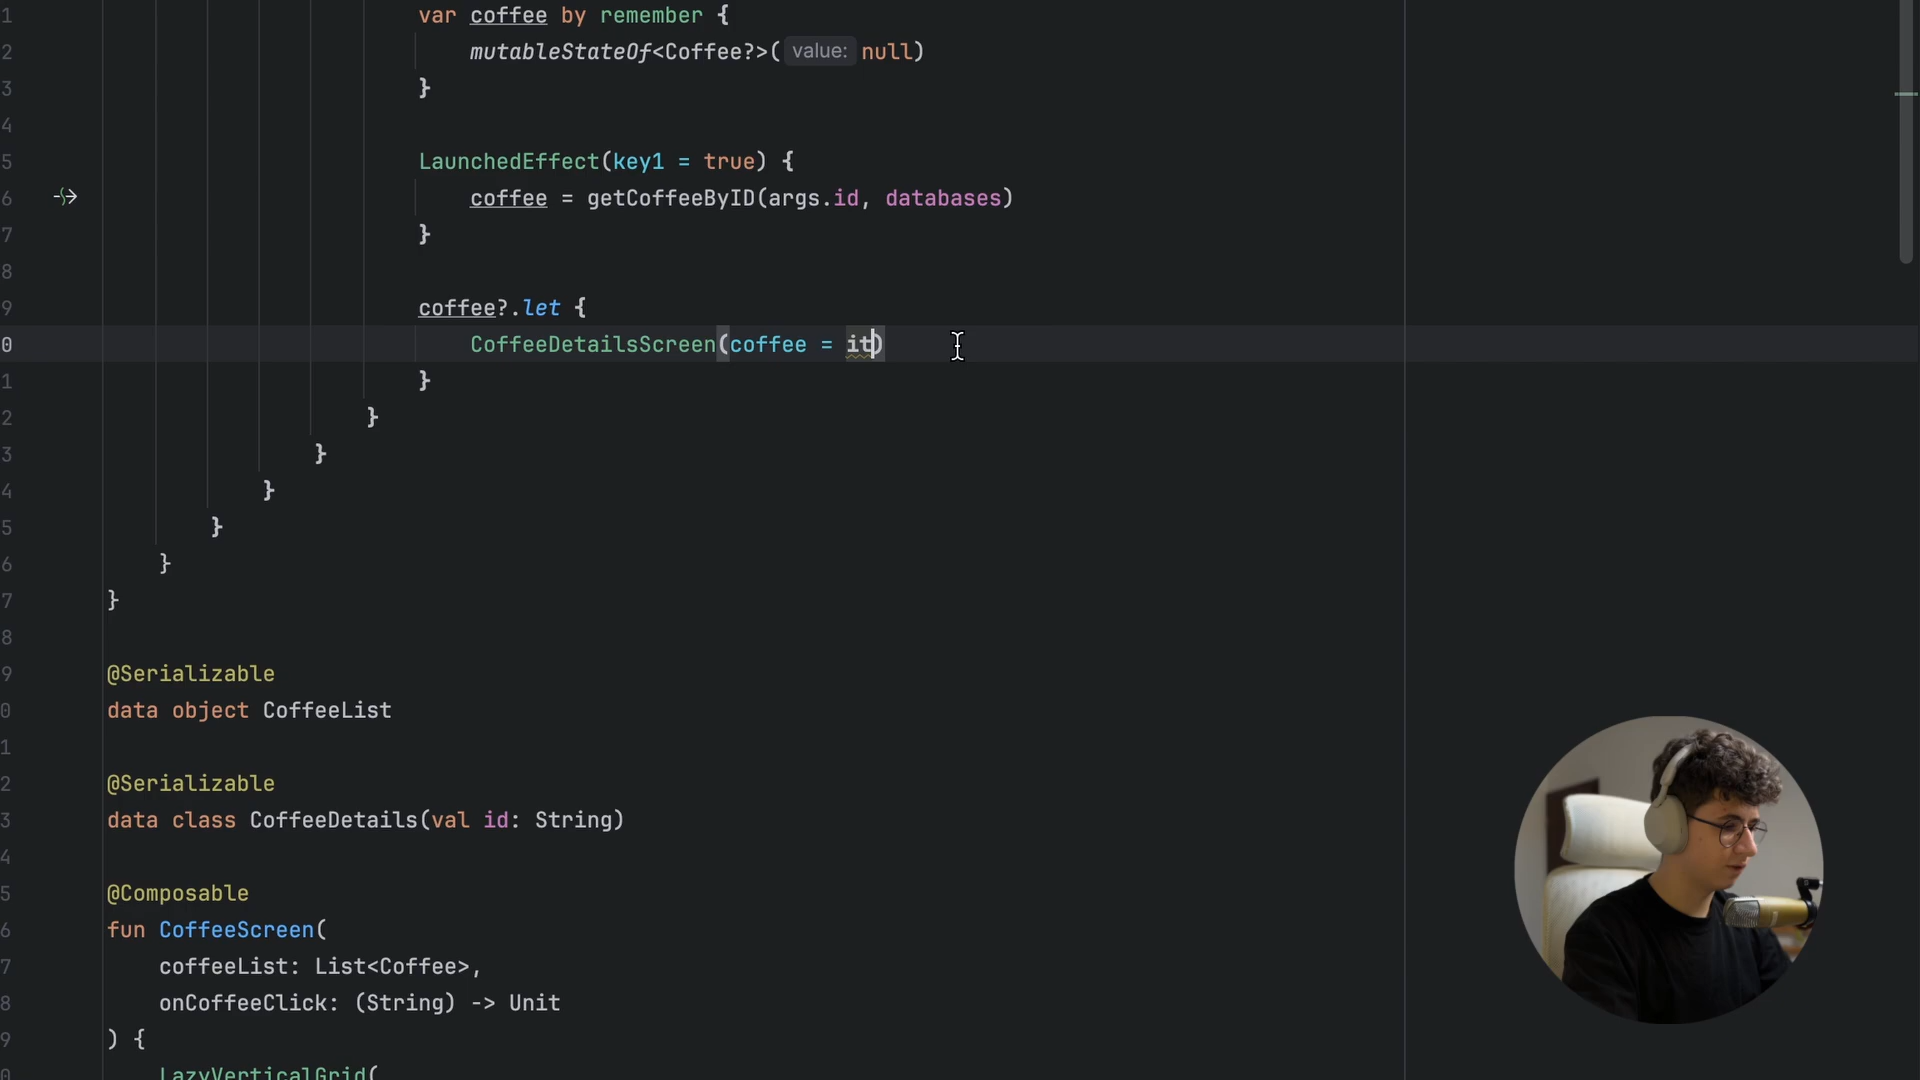 1 var coffee by remember {
2 mutableStateOf<Coffee?>( value: null)
3 }
4
5 LaunchedEffect(key1 = true) {
6 coffee = getCoffeeByID(args.id, databases)
7 }
8
9 coffee?.let {
0 CoffeeDetailsScreen(coffee = it)
1 }
2 }
3 }
4 }
5 }
6 }
7 }
8
9 @Serializable
0 data object CoffeeList
1
2 @Serializable
3 data class CoffeeDetails(val id: String)
4
5 @Composable
6 fun CoffeeScreen(
7 coffeeList: List<Coffee>,
8 onCoffeeClick: (String) -> Unit
9 ) {
0 LazyVerticalGrid(